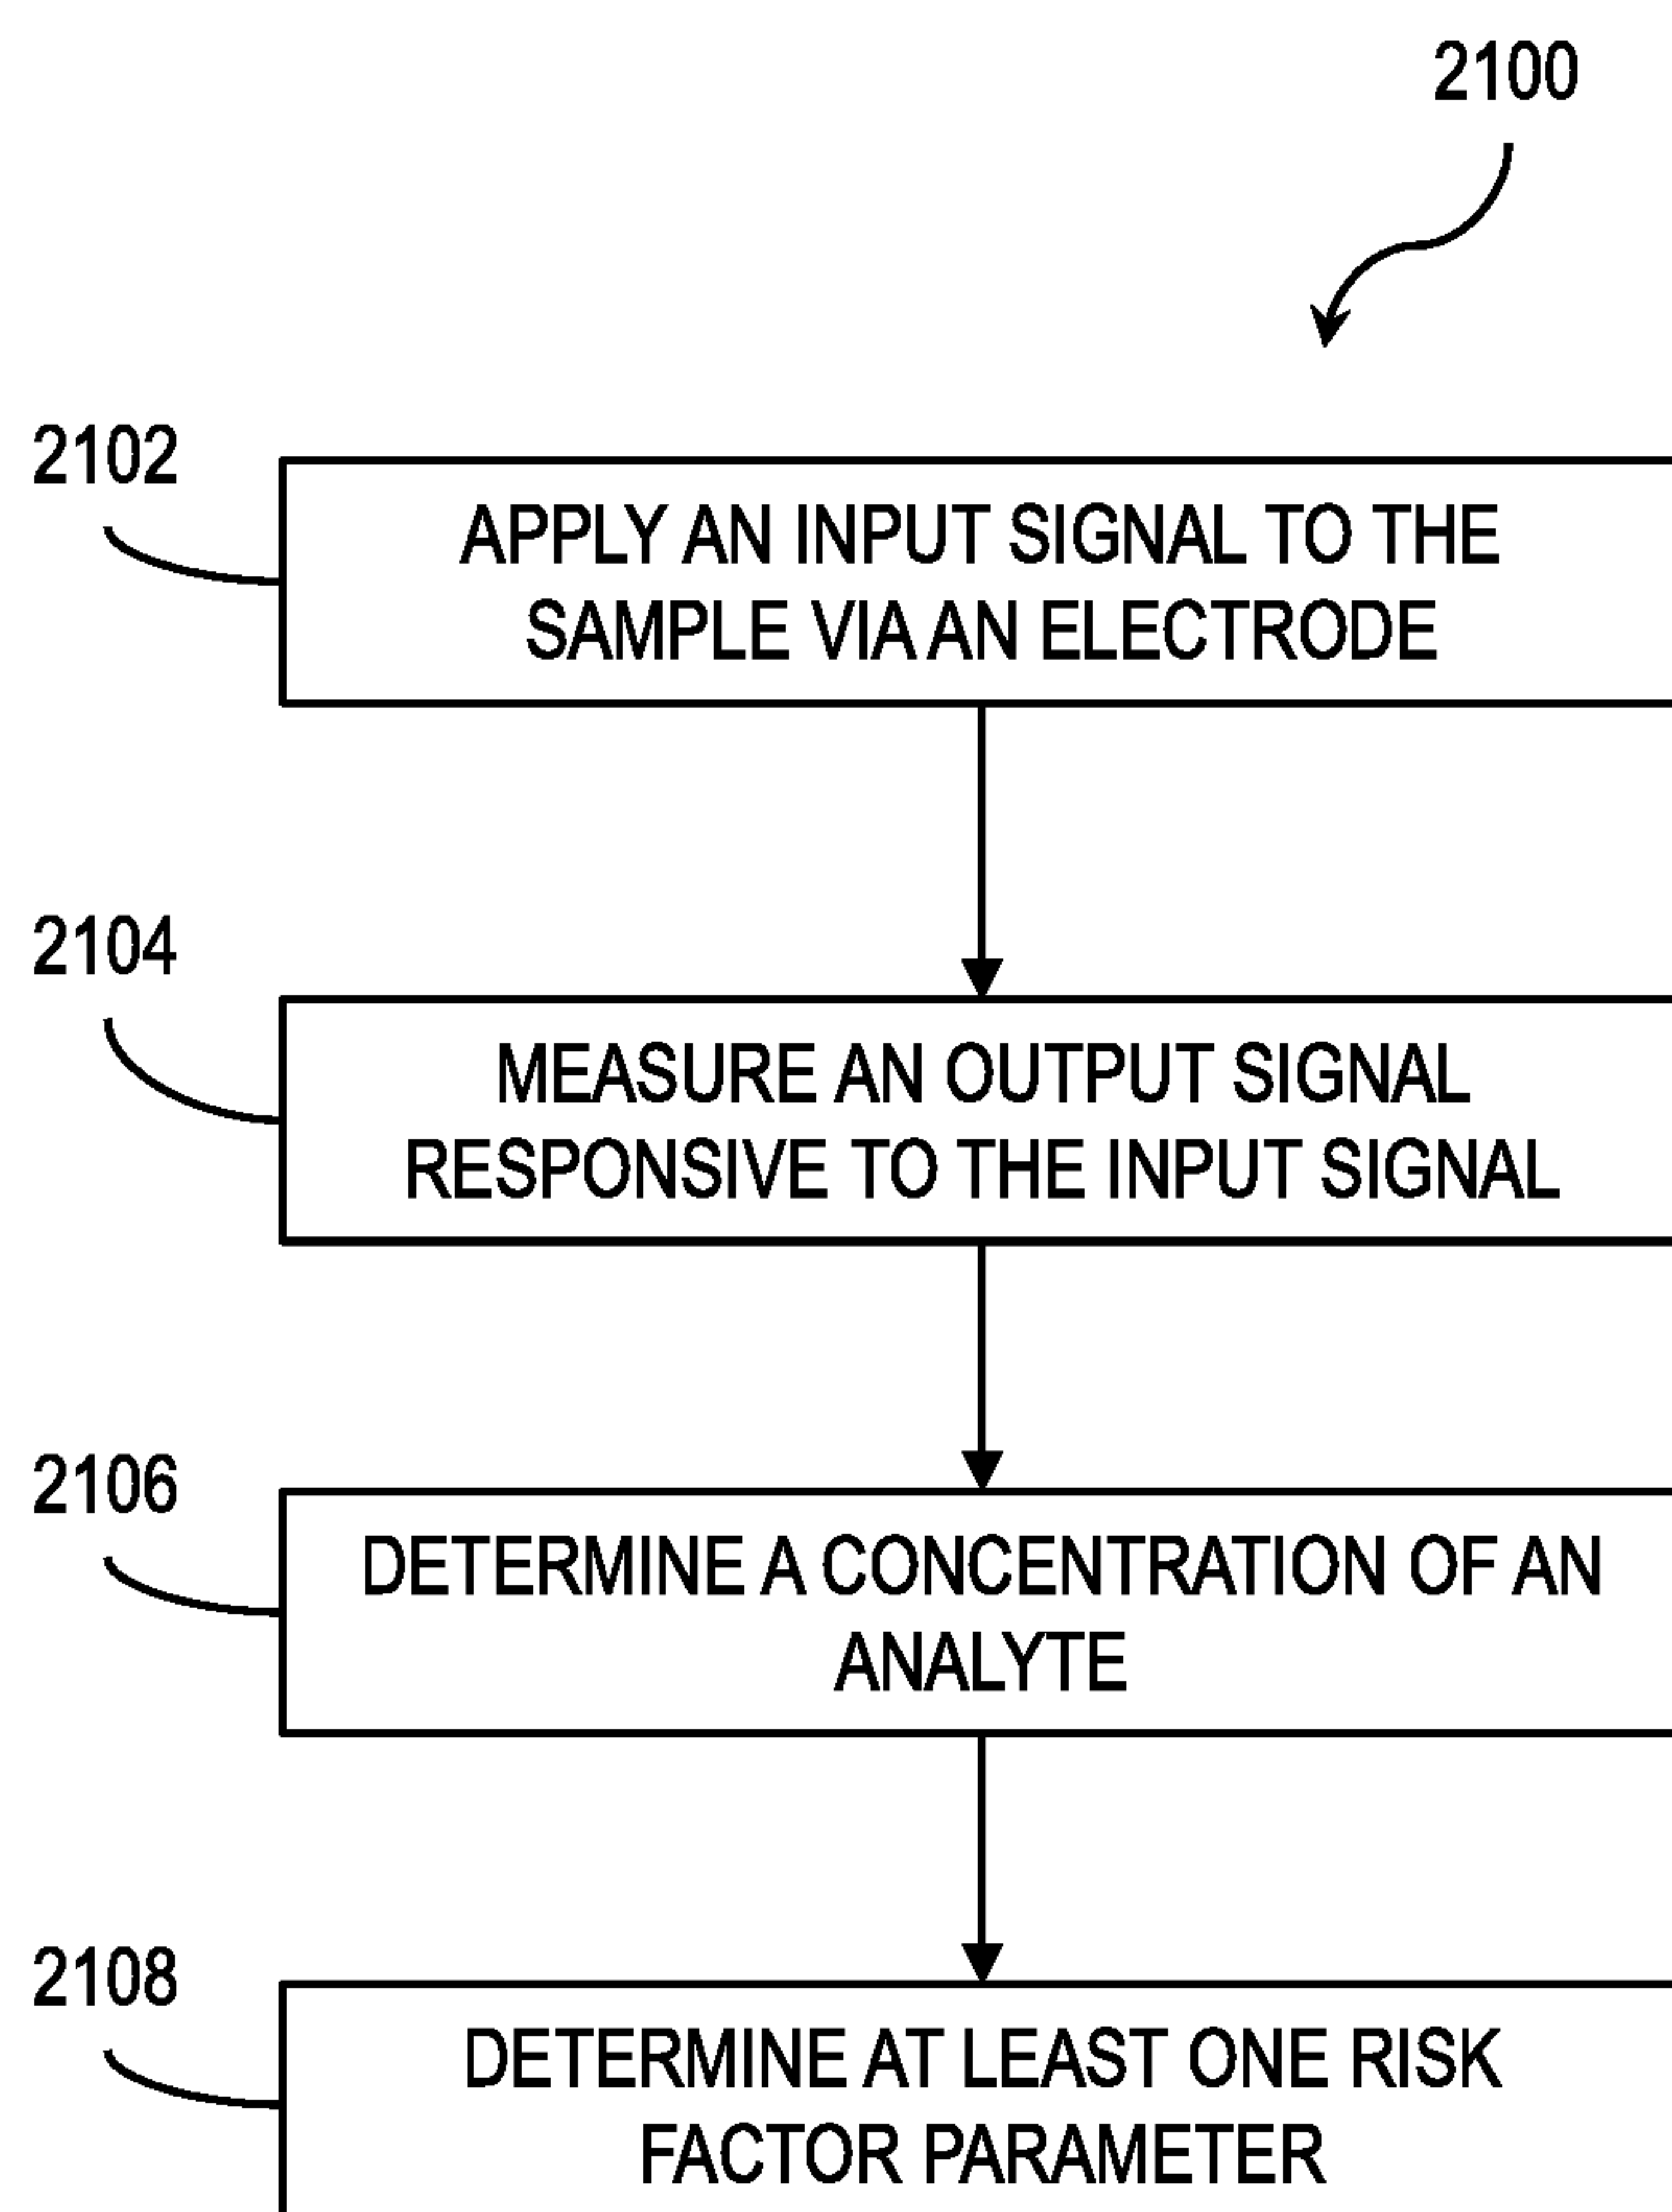 2100
2102
APPLY AN INPUT SIGNAL TO THE
SAMPLE VIA AN ELECTRODE
2104
MEASURE AN OUTPUT SIGNAL
RESPONSIVE TO THE INPUT SIGNAL
2106
DETERMINE A CONCENTRATION OF AN
ANALYTE
2108
DETERMINE AT LEAST ONE RISK
FACTOR PARAMETER